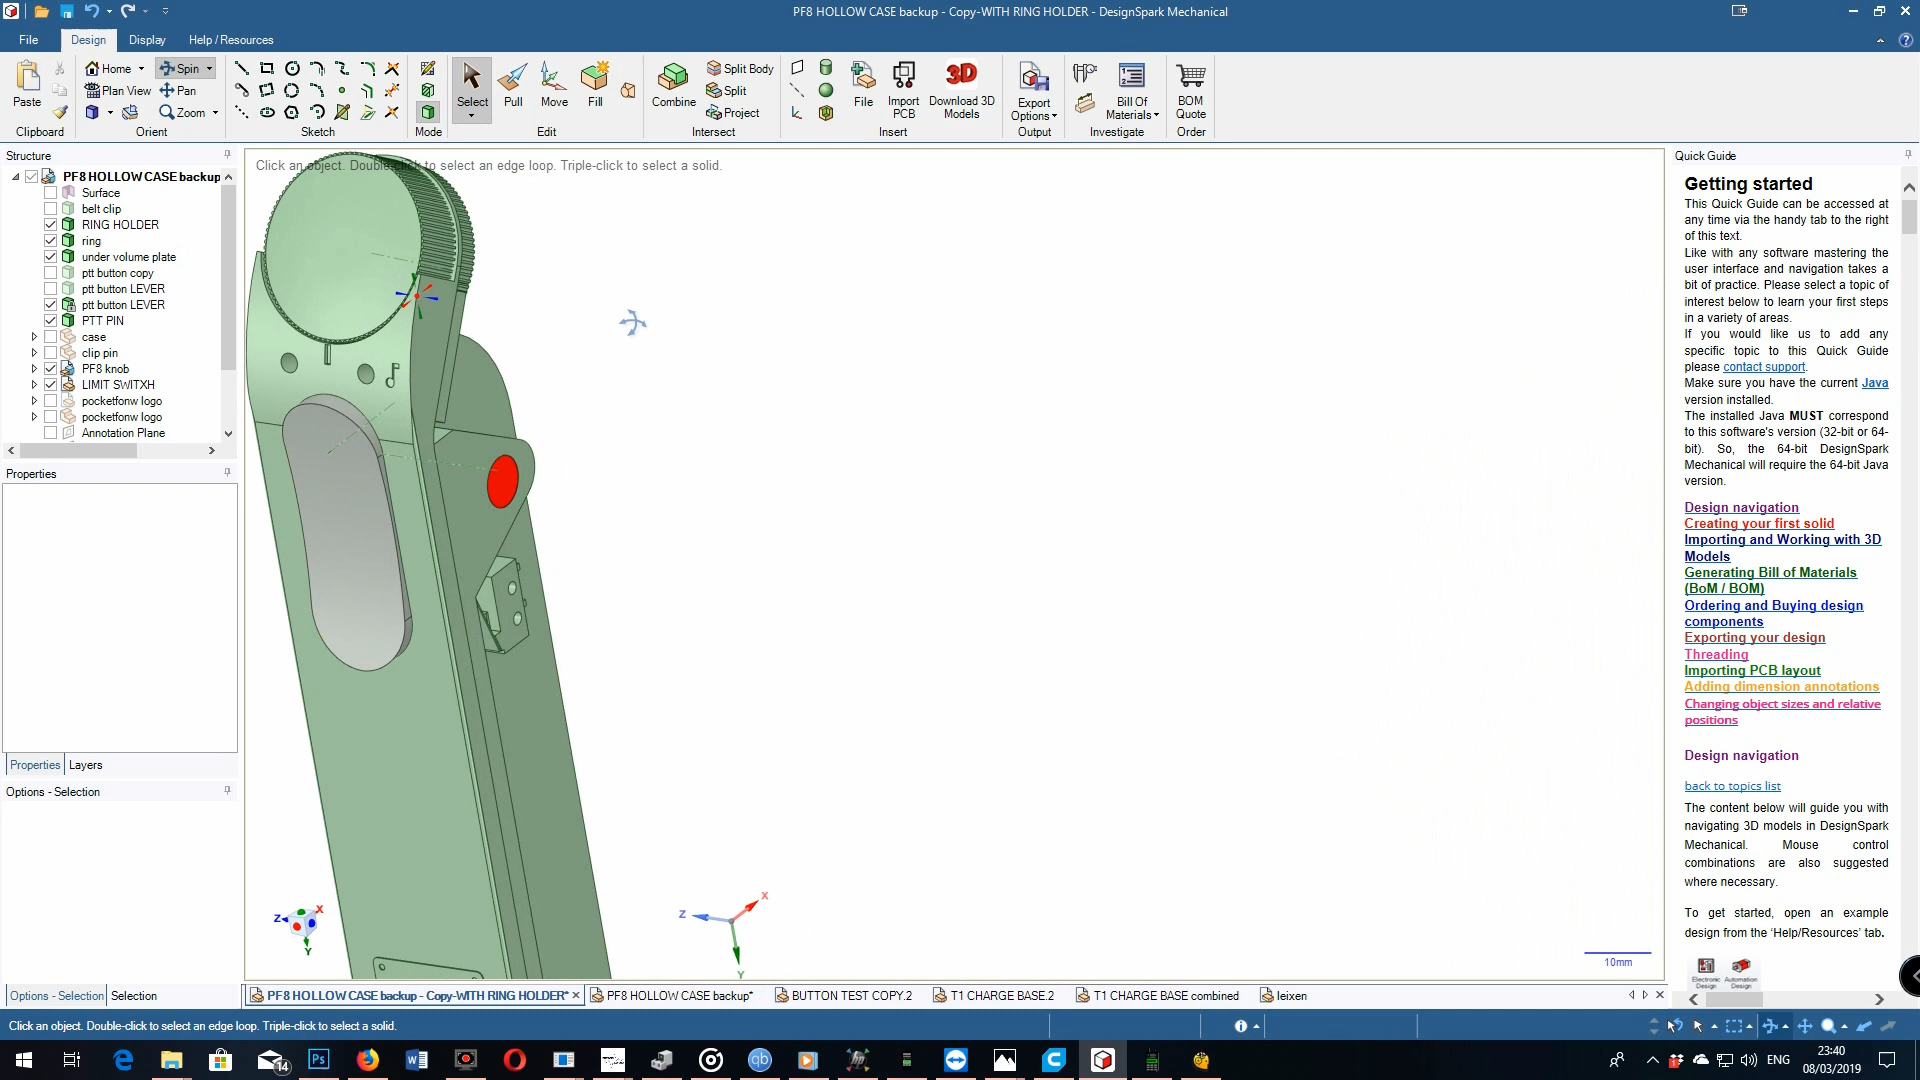 PF8 HOLLOW CASE backup - Copy-WITH RING HOLDER - DesignSpark Mechanical
File
Design
Display
Help / Resources
Paste
Clipboard
Home
Spin
Plan View
Pan
Zoom
Orient
Sketch
Mode
Select
Pull
Move
Fill
Edit
Combine
Split Body
Split
Project
Intersect
File
Import PCB
Download 3D Models
Insert
Export Options
Output
Bill Of Materials
Investigate
BOM Quote
Order
Structure
PF8 HOLLOW CASE backup
Surface
belt clip
RING HOLDER
ring
under volume plate
ptt button copy
ptt button LEVER
ptt button LEVER
PTT PIN
case
clip pin
PF8 knob
LIMIT SWITXH
pocketfonw logo
pocketfonw logo
Annotation Plane
Properties
Properties
Layers
Options - Selection
Options - Selection
Selection
Click an object. Double-click to select an edge loop. Triple-click to select a solid.
Z
X
Y
Z
X
Y
10mm
Quick Guide
Getting started
This Quick Guide can be accessed at
any time via the handy tab to the right
of this text.
Like with any software mastering the
user interface and navigation takes a
bit of practice. Please select a topic of
interest below to learn your first steps
in a variety of areas.
If you would like us to add any
specific topic to this Quick Guide
please contact support.
Make sure you have the current Java
version installed.
The installed Java MUST correspond
to this software's version (32-bit or 64-
bit). So, the 64-bit DesignSpark
Mechanical will require the 64-bit Java
version.
Design navigation
Creating your first solid
Importing and Working with 3D
Models
Generating Bill of Materials
(BoM / BOM)
Ordering and Buying design
components
Exporting your design
Threading
Importing PCB layout
Adding dimension annotations
Changing object sizes and relative
positions
Design navigation
back to topics list
The content below will guide you with
navigating 3D models in DesignSpark
Mechanical. Mouse control
combinations are also suggested
where necessary.
To get started, open an example
design from the 'Help/Resources' tab.
Electronic Design
Automation Design
PF8 HOLLOW CASE backup - Copy-WITH RING HOLDER*
PF8 HOLLOW CASE backup*
BUTTON TEST COPY.2
T1 CHARGE BASE.2
T1 CHARGE BASE combined
leixen
Click an object. Double-click to select an edge loop. Triple-click to select a solid.
14
Ps
qb
ENG
23:40
08/03/2019